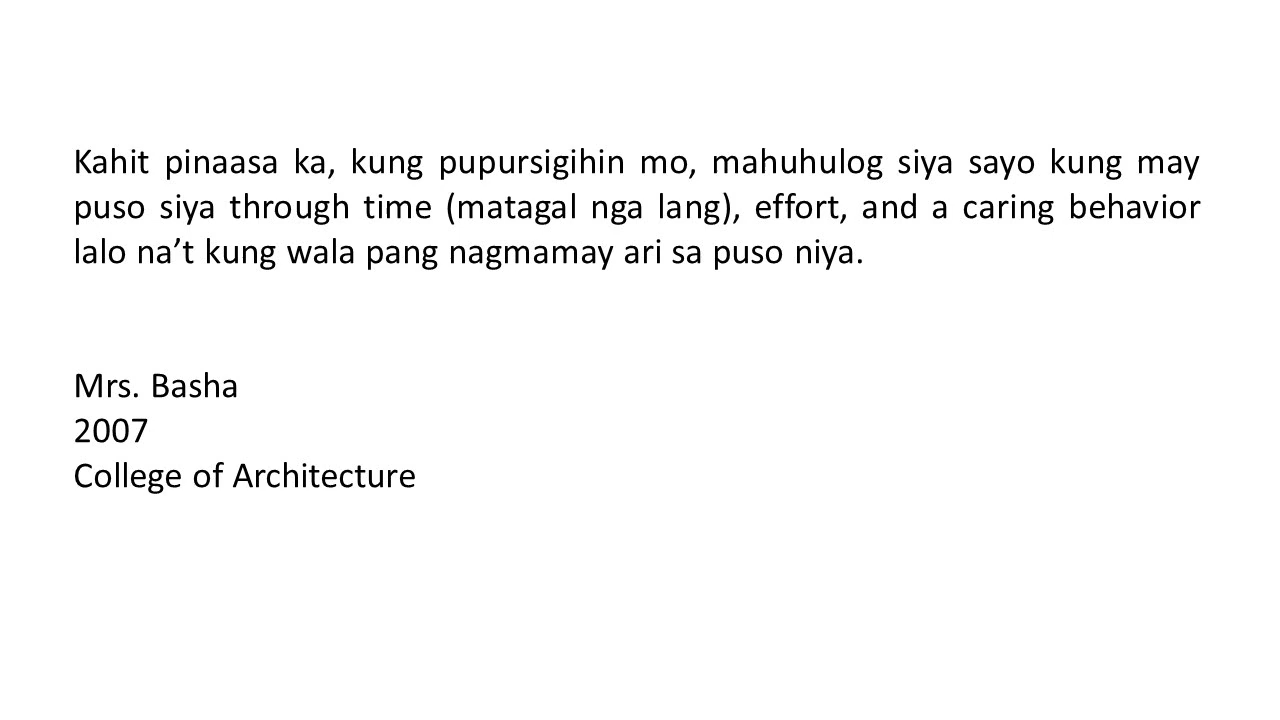 Kahit pinaasa ka, kung pupursigihin mo, mahuhulog siya sayo kung may
puso siya through time (matagal nga lang), effort, and a caring behavior
lalo na’t kung wala pang nagmamay ari sa puso niya.
Mrs. Basha
2007
College of Architecture